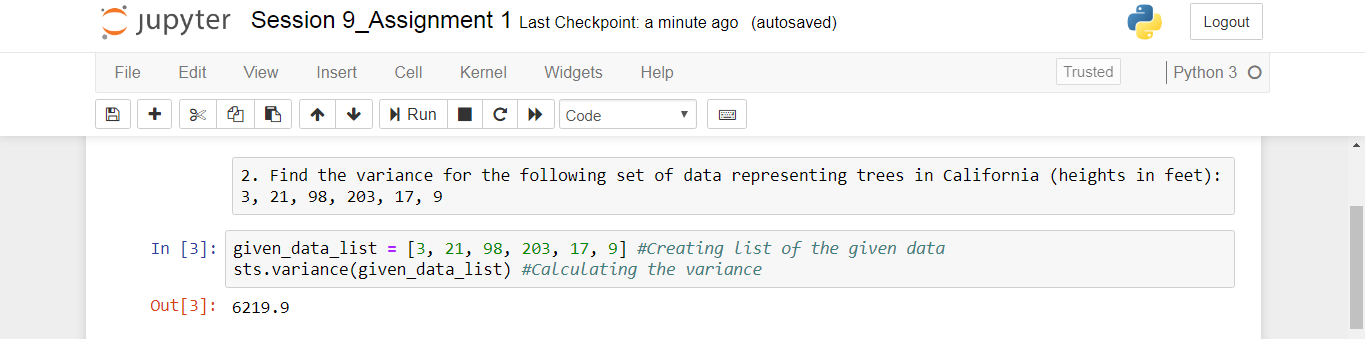 jupyter Session 9_Assignment 1 Last Checkpoint: a minute ago (autosaved) Logout
File Edit View Insert Cell Kernel Widgets Help Trusted Python 3
Run Code
2. Find the variance for the following set of data representing trees in California (heights in feet):
3, 21, 98, 203, 17, 9
In [3]: given_data_list = [3, 21, 98, 203, 17, 9] #Creating list of the given data
sts.variance(given_data_list) #Calculating the variance
Out[3]: 6219.9